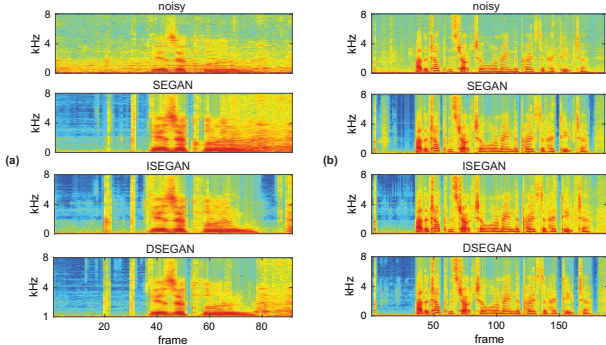 noisy
8
kHz
4
0
SEGAN
8
kHz
4
0
(a)
ISEGAN
8
kHz
4
0
DSEGAN
8
kHz
4
1
1 20 40 60 80
frame
noisy
8
kHz
4
0
SEGAN
8
kHz
4
0
(b)
ISEGAN
8
kHz
4
0
DSEGAN
8
kHz
4
0
50 100 150
frame